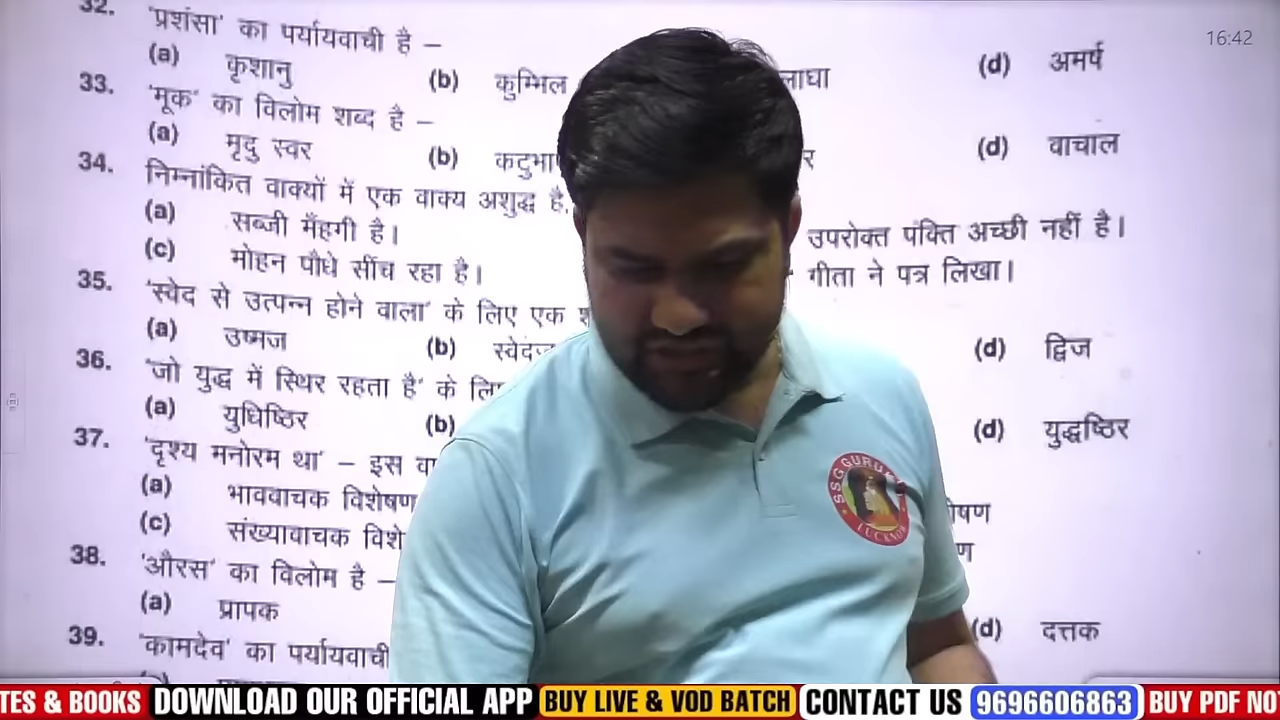 32. 'प्रशंसा' का पर्यायवाची है –
(a) कृशानु (b) कुम्भिल लाघा (d) अमर्ष
33. 'मूक' का विलोम शब्द है –
(a) मृदु स्वर (b) कटुभा र (d) वाचाल
34. निम्नांकित वाक्यों में एक वाक्य अशुद्ध है,
(a) सब्जी मँहगी है। उपरोक्त पंक्ति अच्छी नहीं है।
(c) मोहन पौधे सींच रहा है। गीता ने पत्र लिखा।
35. 'स्वेद से उत्पन्न होने वाला' के लिए एक श
(a) उष्मज (b) स्वेदज (d) द्विज
36. 'जो युद्ध में स्थिर रहता है' के लि
(a) युधिष्ठिर (b) (d) युद्धष्ठिर
37. 'दृश्य मनोरम था' – इस वा
(a) भाववाचक विशेषण शेषण
(c) संख्यावाचक विशे ण
38. 'औरस' का विलोम है –
(a) प्रापक (d) दत्तक
39. 'कामदेव' का पर्यायवाची
16:42
SSG GURUKUL
LUCKNOW
TES & BOOKS DOWNLOAD OUR OFFICIAL APP BUY LIVE & VOD BATCH CONTACT US 9696606863 BUY PDF NO